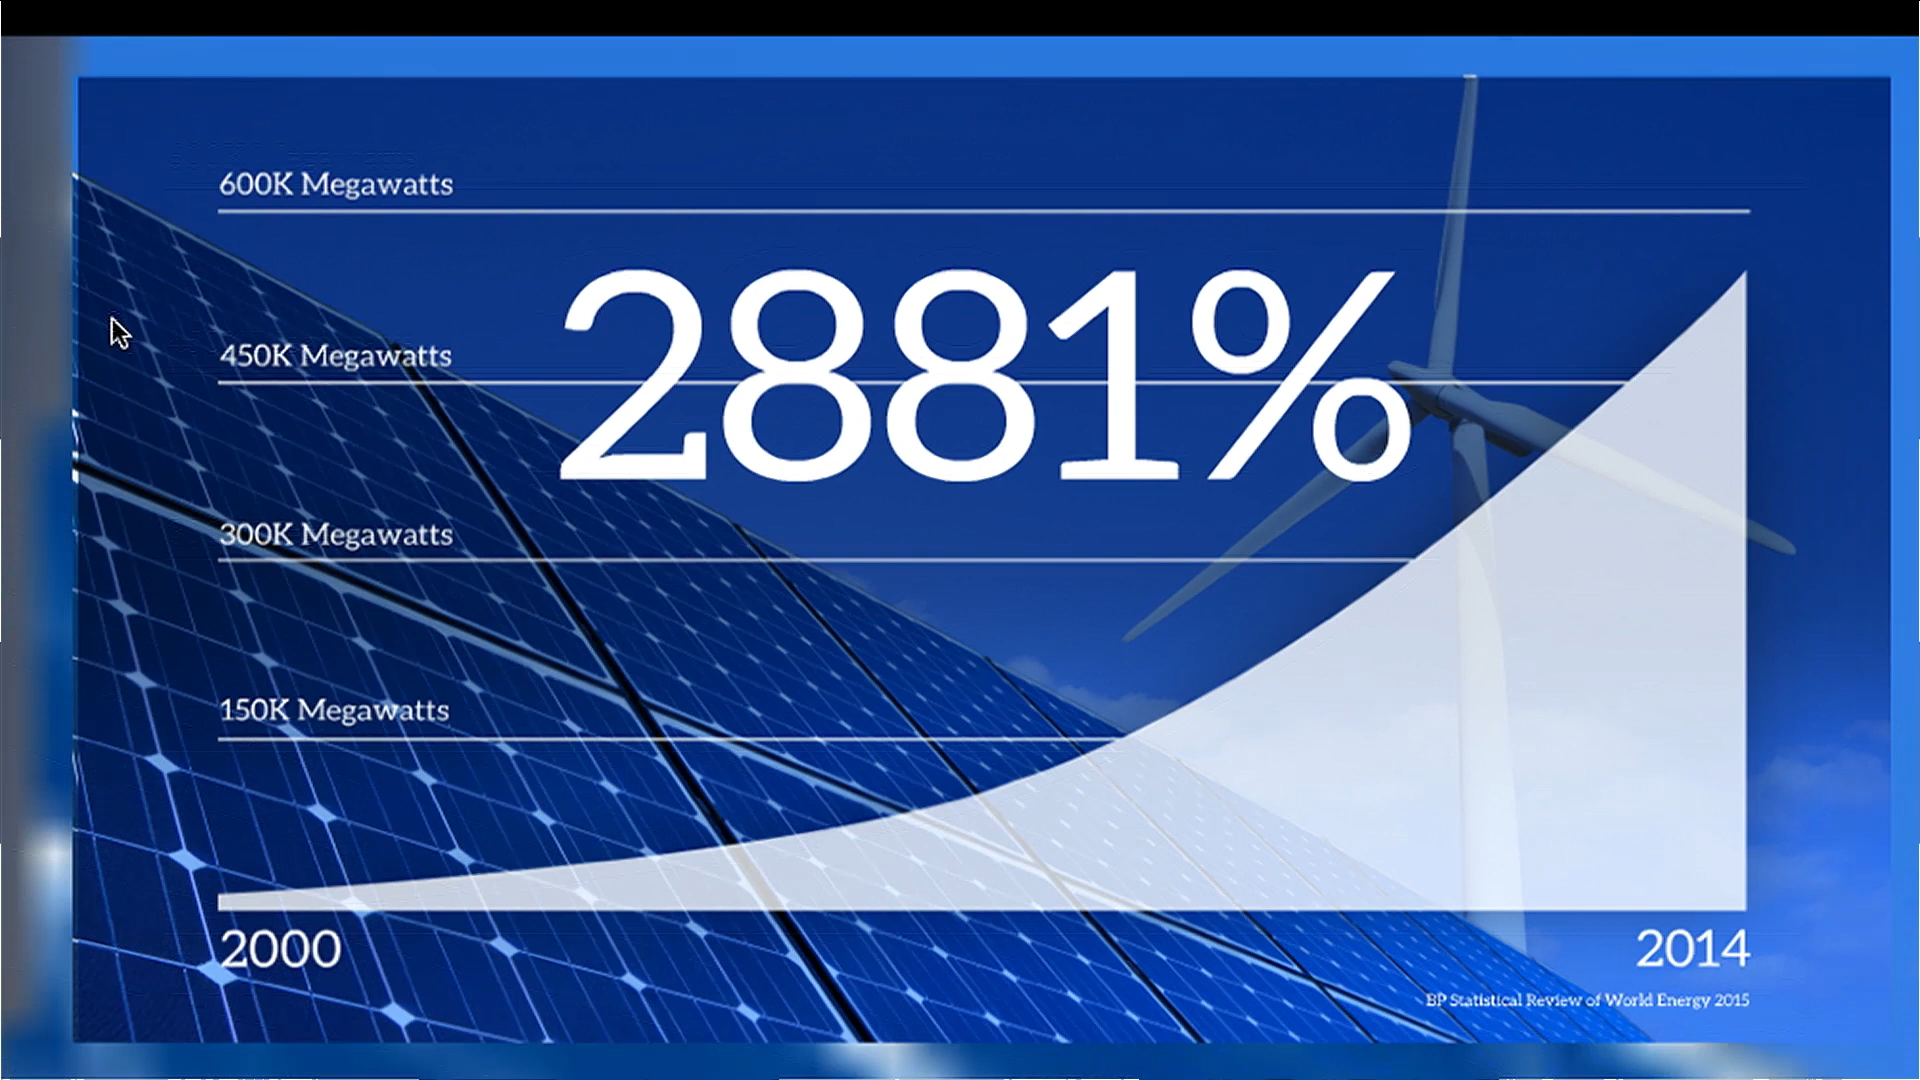 600K Megawatts
2881%
450K Megawatts
300K Megawatts
150K Megawatts
2000
2014
BP Statistical Review of World Energy 2015